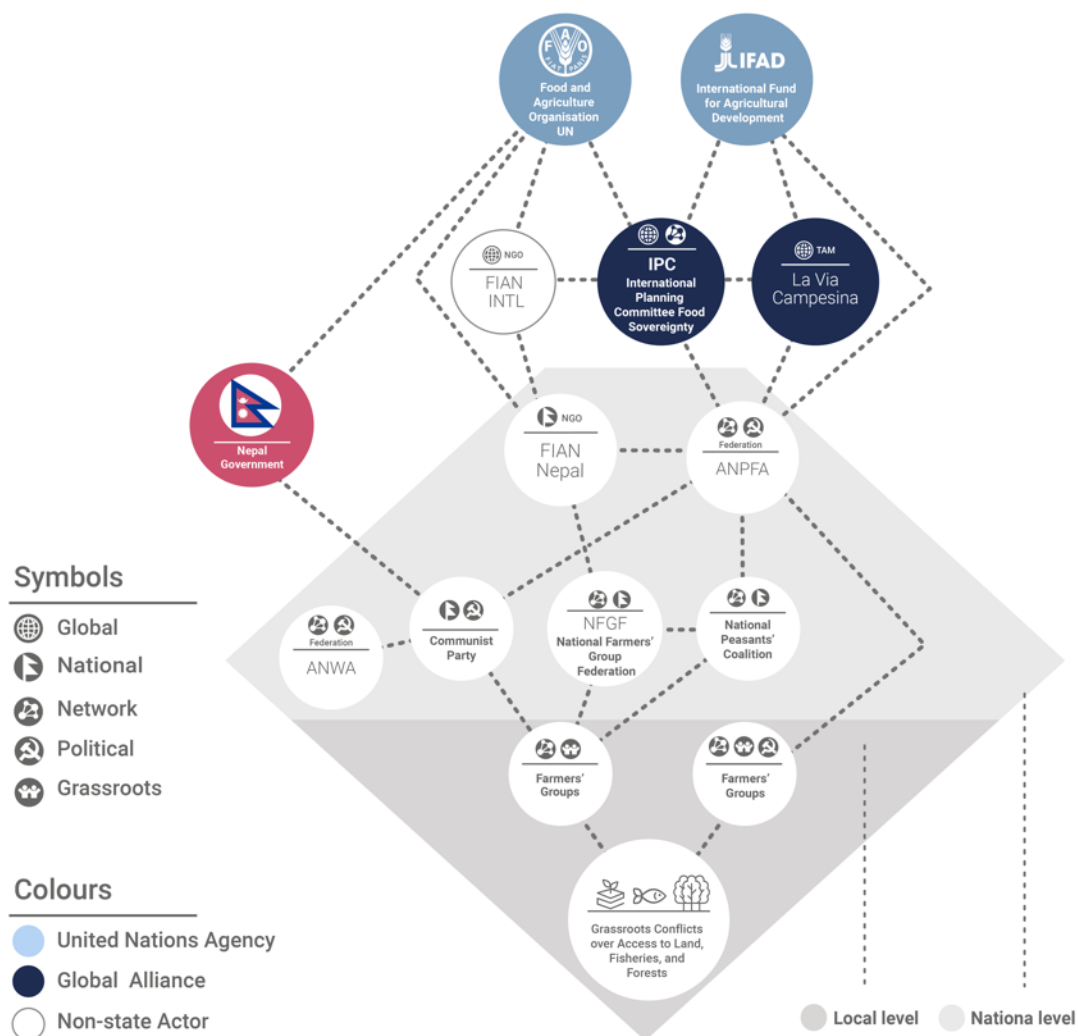 FAO
FIAT PANIS
Food and
Agriculture
Organisation
UN
IFAD
International Fund
for Agricultural
Development
NGO
FIAN
INTL
IPC
International
Planning
Committee Food
Sovereignty
TAM
La Via
Campesina
Nepal
Government
NGO
FIAN
Nepal
Federation
ANPFA
Federation
ANWA
Communist
Party
NFGF
National Farmers'
Group
Federation
National
Peasants'
Coalition
Farmers'
Groups
Farmers'
Groups
Grassroots Conflicts
over Access to Land,
Fisheries, and
Forests
Symbols
Global
National
Network
Political
Grassroots
Colours
United Nations Agency
Global Alliance
Non-state Actor
Local level
Nationa level